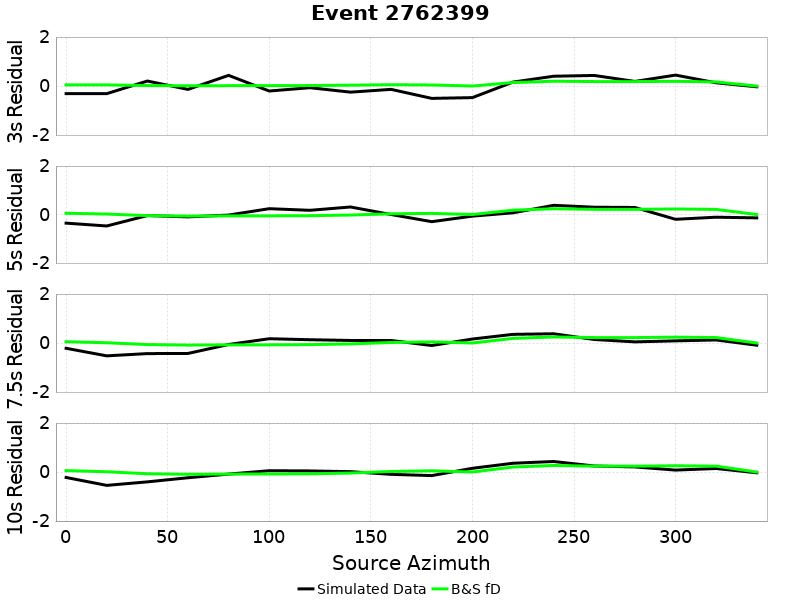 Event 2762399
3s Residual
2
0
-2
5s Residual
2
0
-2
7.5s Residual
2
0
-2
10s Residual
2
0
-2
0 50 100 150 200 250 300
Source Azimuth
Simulated Data B&S fD